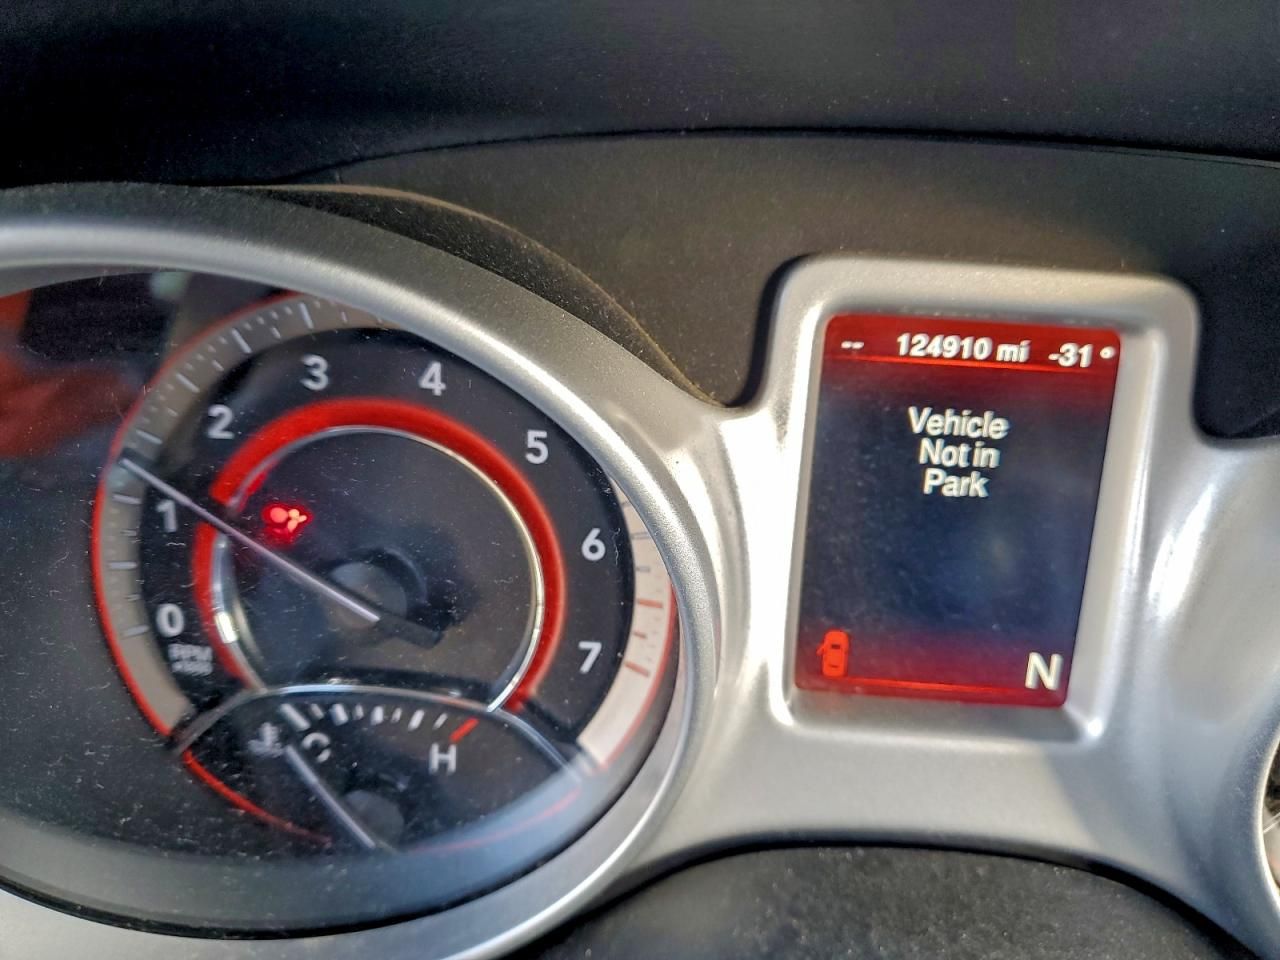 -- 124910 mi -31°
Vehicle
Not in
Park
N
0
1
2
3
4
5
6
7
RPM
C
H